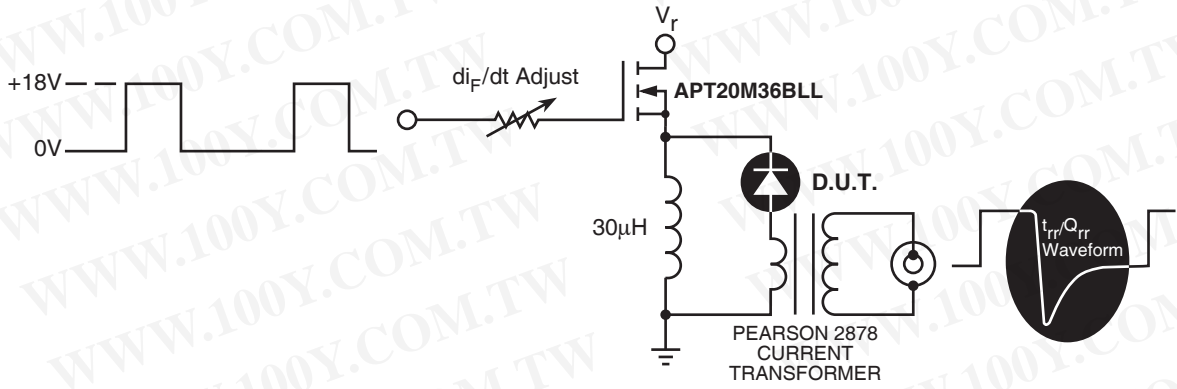 V_r
di_F/dt Adjust
+18V
0V
APT20M36BLL
D.U.T.
30μH
t_rr/Q_rr
Waveform
PEARSON 2878
CURRENT
TRANSFORMER
WWW.100Y.COM.TW